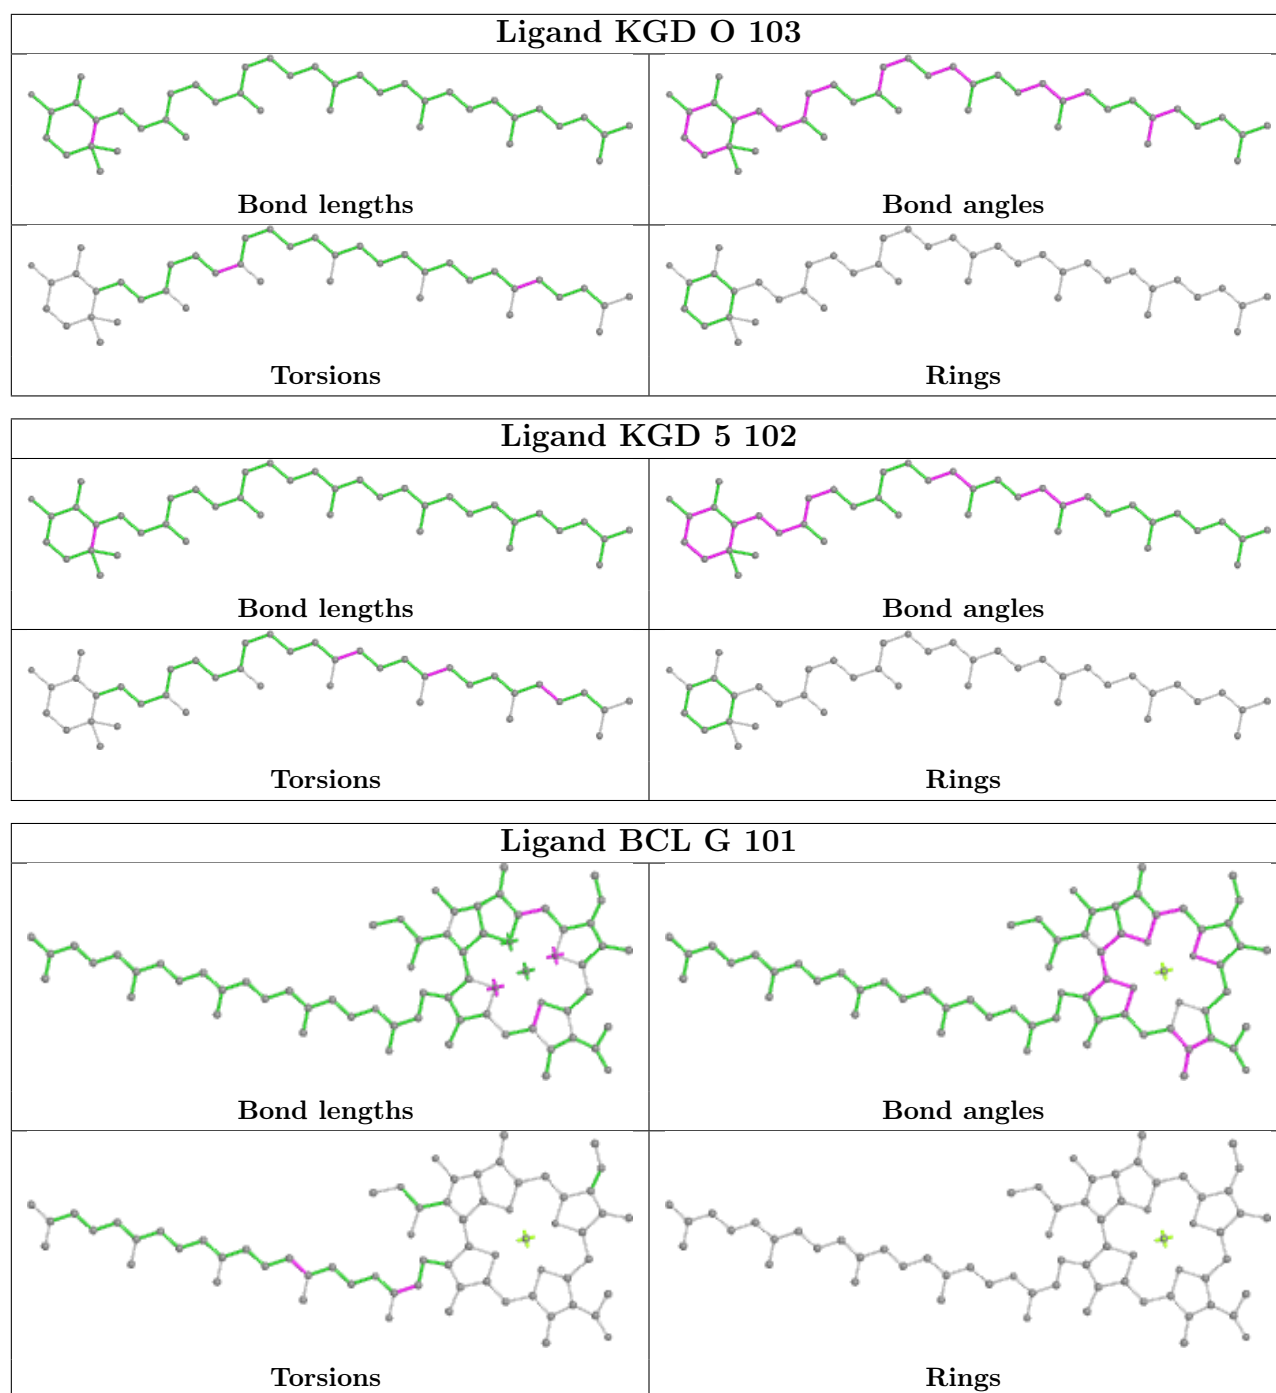 Ligand KGD O 103
Bond lengths
Bond angles
Torsions
Rings
Ligand KGD 5 102
Bond lengths
Bond angles
Torsions
Rings
Ligand BCL G 101
Bond lengths
Bond angles
Torsions
Rings